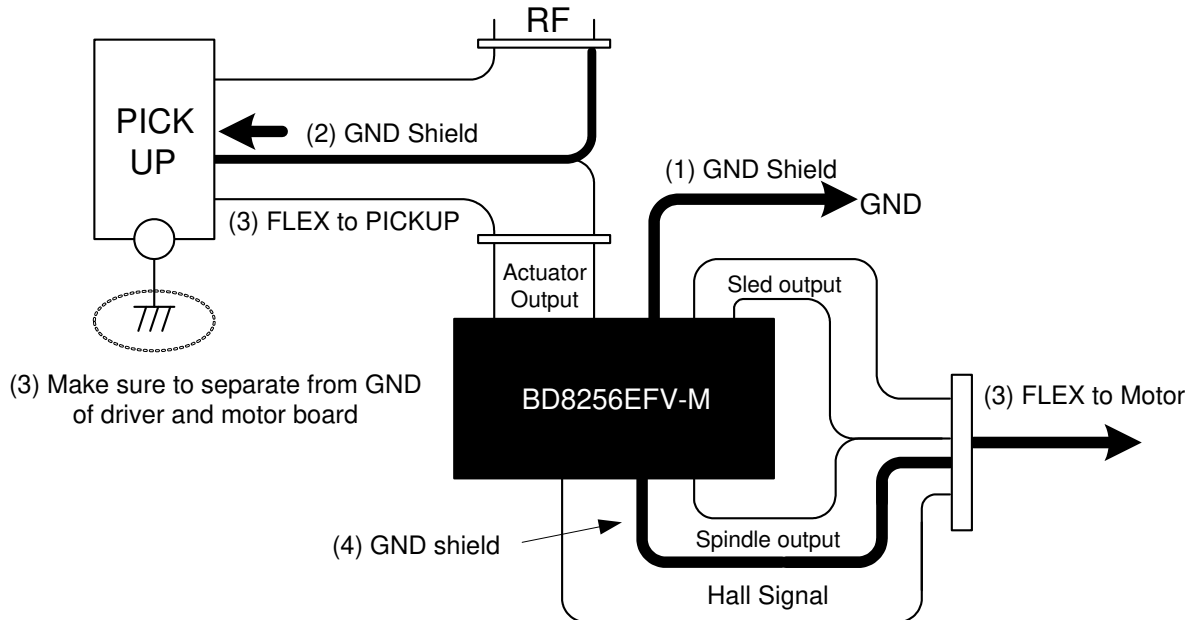 RF
PICK
UP
(2) GND Shield
(1) GND Shield
GND
(3) FLEX to PICKUP
Actuator
Output
Sled output
(3) Make sure to separate from GND
of driver and motor board
BD8256EFV-M
(3) FLEX to Motor
(4) GND shield
Spindle output
Hall Signal